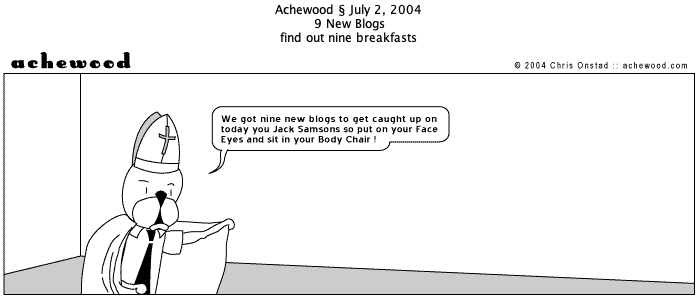 Achewood § July 2, 2004
9 New Blogs
find out nine breakfasts
achewood
© 2004 Chris Onstad :: achewood.com
We got nine new blogs to get caught up on
today you Jack Samsons so put on your Face
Eyes and sit in your Body Chair !